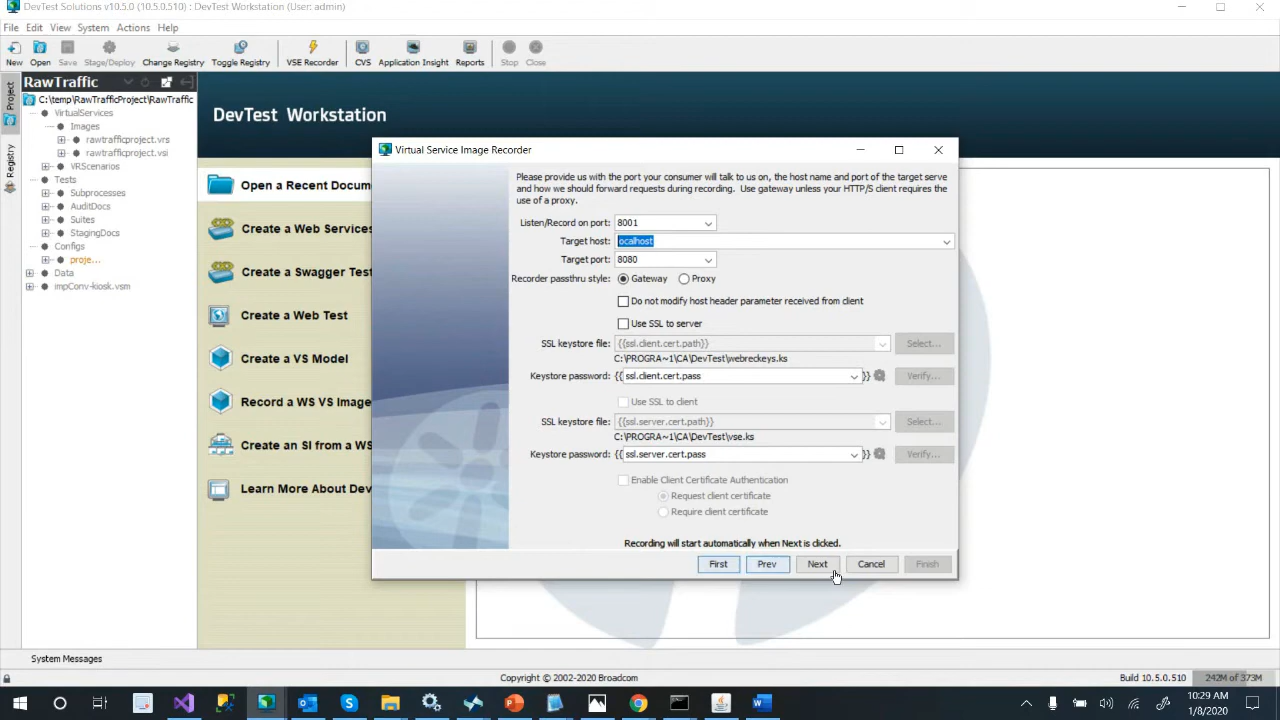 DevTest Solutions v10.5.0 (10.5.0.510) : DevTest Workstation (User: admin)
File Edit View System Actions Help
New Open Save Stage/Deploy Change Registry Toggle Registry VSE Recorder CVS Application Insight Reports Stop Close
Project
Registry
RawTraffic
C:\temp\RawTrafficProject\RawTraffic
VirtualServices
Images
rawtrafficproject.vrs
rawtrafficproject.vsi
VRScenarios
Tests
Subprocesses
AuditDocs
Suites
StagingDocs
Configs
proje...
Data
mpConv-kiosk.vsm
DevTest Workstation
Open a Recent Docum
Create a Web Services
Create a Swagger Test
Create a Web Test
Create a VS Model
Record a WS VS Image
Create an SI from a WS
Learn More About Dev
Virtual Service Image Recorder
Please provide us with the port your consumer will talk to us on, the host name and port of the target serve
and how we should forward requests during recording. Use gateway unless your HTTP/S client requires the
use of a proxy.
Listen/Record on port: 8001
Target host: ocalhost
Target port: 8080
Recorder passthru style: Gateway Proxy
Do not modify host header parameter received from client
Use SSL to server
SSL keystore file: {{ssl.client.cert.path}} Select...
C:\PROGRA~1\CA\DevTest\webreckeys.ks
Keystore password: {{ ssl.client.cert.pass }} Verify...
Use SSL to client
SSL keystore file: {{ssl.server.cert.path}} Select...
C:\PROGRA~1\CA\DevTest\vse.ks
Keystore password: {{ ssl.server.cert.pass }} Verify...
Enable Client Certificate Authentication
Request client certificate
Require client certificate
Recording will start automatically when Next is clicked.
First Prev Next Cancel Finish
System Messages
Copyright © 2002-2020 Broadcom Build 10.5.0.510 242M of 373M
10:29 AM
1/8/2020